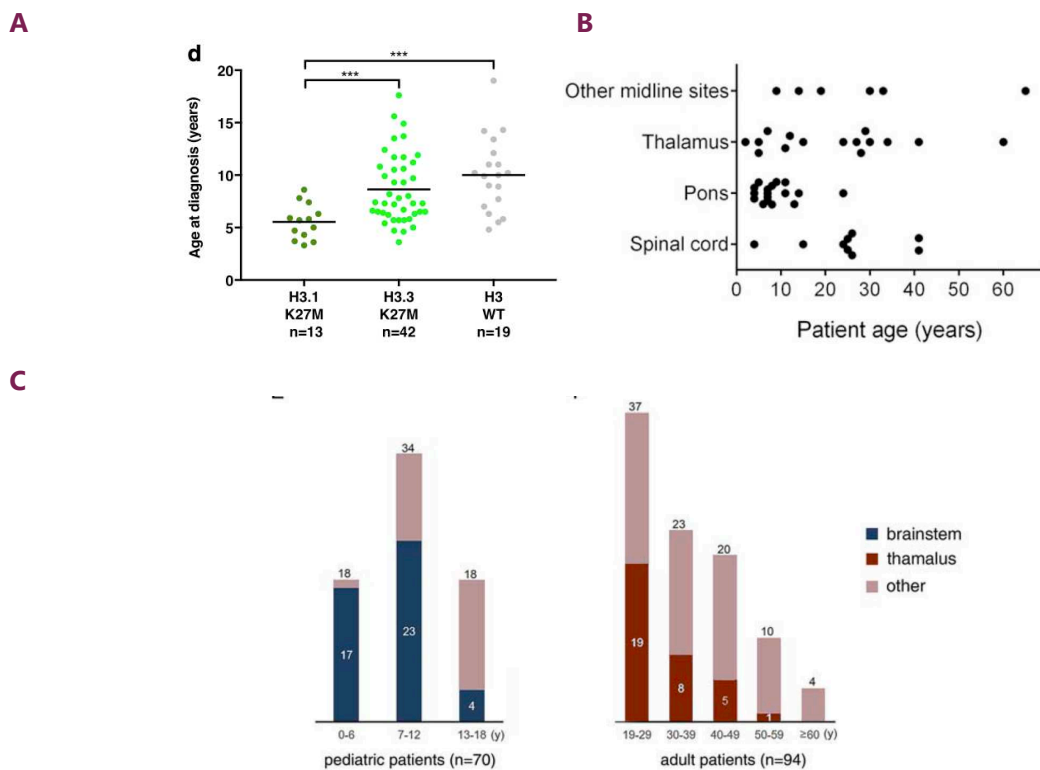 A
d
***
***
Age at diagnosis (years)
20
15
10
5
0
H3.1
K27M
n=13
H3.3
K27M
n=42
H3
WT
n=19
B
Other midline sites
Thalamus
Pons
Spinal cord
0
10
20
30
40
50
60
Patient age (years)
C
18
17
0-6
34
23
7-12
18
4
13-18 (y)
pediatric patients (n=70)
37
19
19-29
23
8
30-39
20
5
40-49
10
1
50-59
4
≥60 (y)
adult patients (n=94)
brainstem
thamalus
other